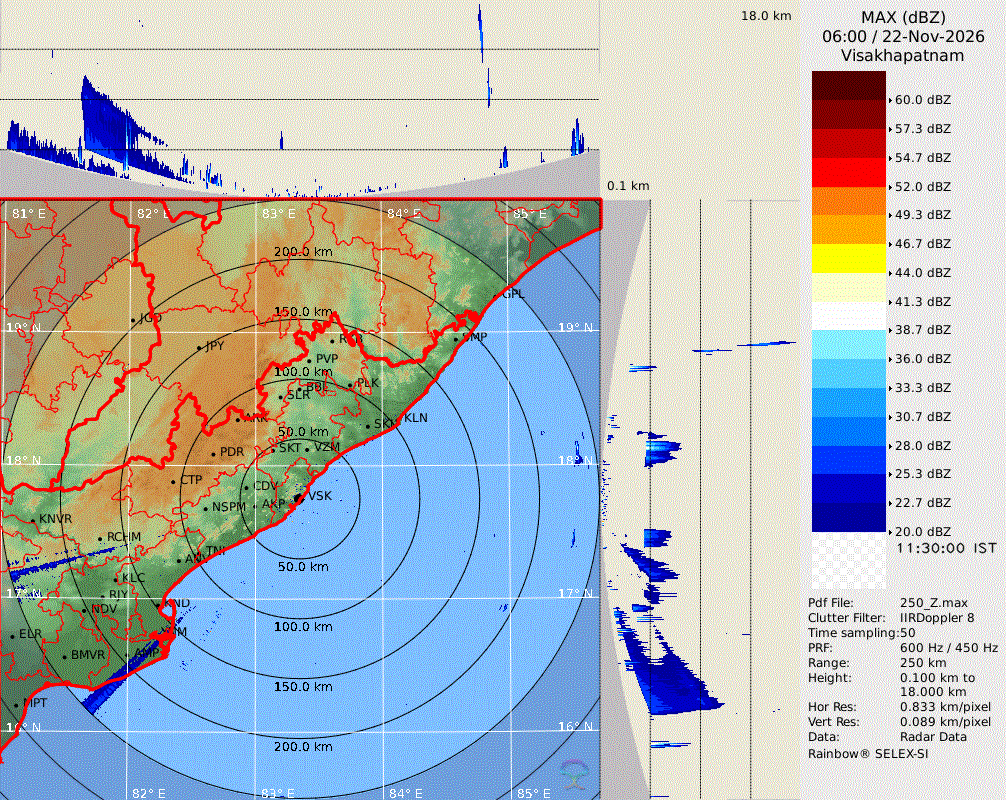 18.0 km
0.1 km
MAX (dBZ)
06:00 / 22-Nov-2026
Visakhapatnam
60.0 dBZ
57.3 dBZ
54.7 dBZ
52.0 dBZ
49.3 dBZ
46.7 dBZ
44.0 dBZ
41.3 dBZ
38.7 dBZ
36.0 dBZ
33.3 dBZ
30.7 dBZ
28.0 dBZ
25.3 dBZ
22.7 dBZ
20.0 dBZ
11:30:00 IST
Pdf File: 250_Z.max
Clutter Filter: IIRDoppler 8
Time sampling:50
PRF: 600 Hz / 450 Hz
Range: 250 km
Height: 0.100 km to
18.000 km
Hor Res: 0.833 km/pixel
Vert Res: 0.089 km/pixel
Data: Radar Data
Rainbow® SELEX-SI
81° E 82° E 83° E 84° E 85° E
200.0 km
GPL
150.0 km
JGD
19° N 19° N
JPY
PVP
100.0 km
PLK
SLR
KLN
50.0 km
SKT VZM
PDR
18° N 18° N
CTP
CDV
VSK
NSPM AKP
KNVR
50.0 km
KLC
RJY
17° N 17° N
NDV
100.0 km
ELR
BMVR
150.0 km
16° N 16° N
200.0 km
82° E 83° E 84° E 85° E